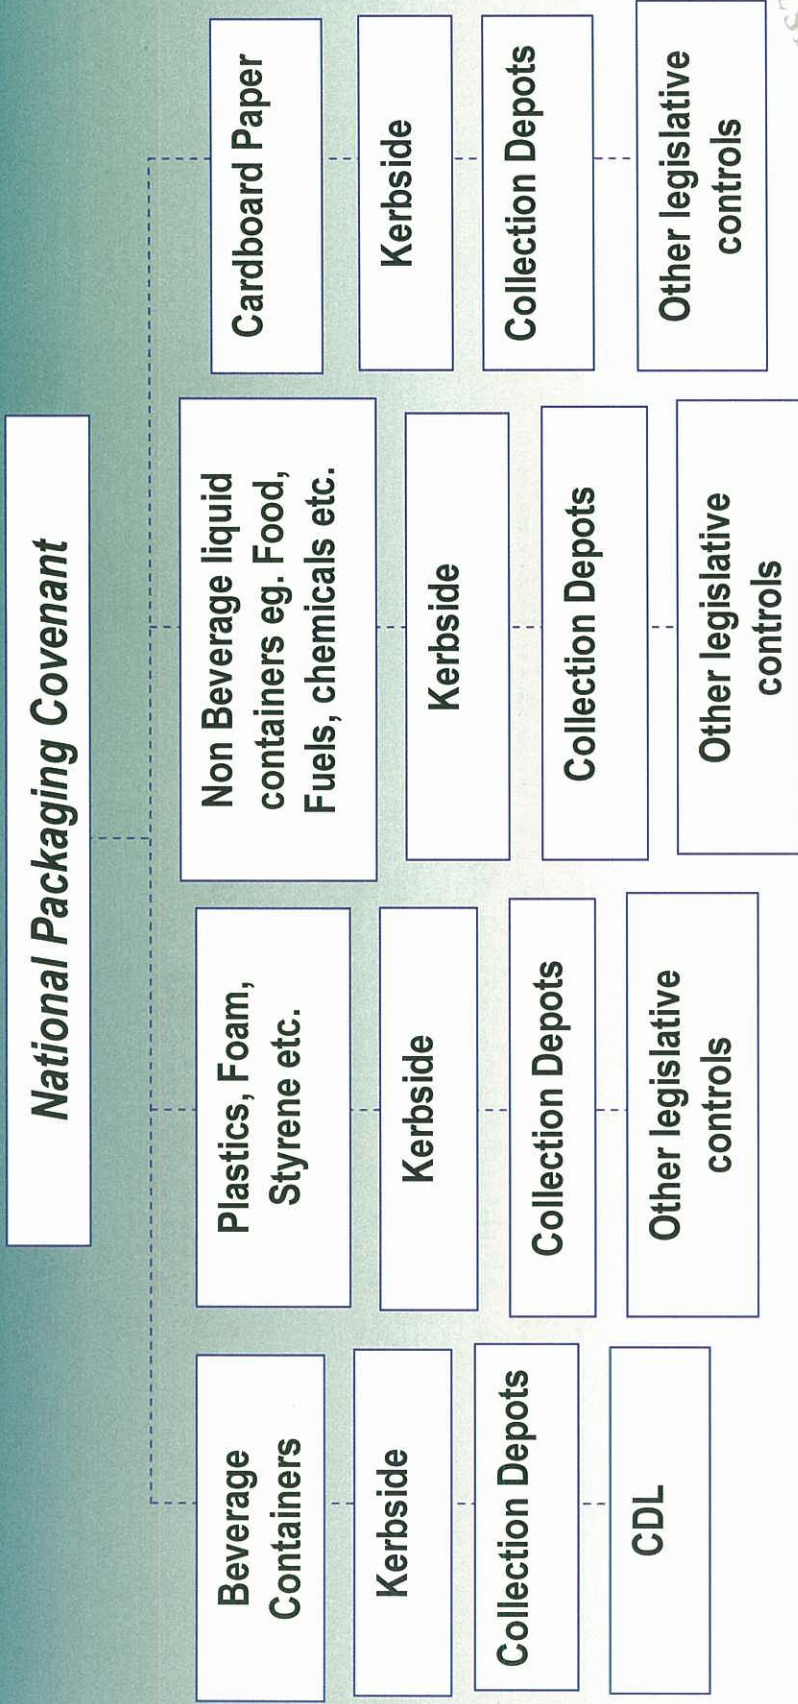 National Packaging Covenant
Beverage
Containers
Kerbside
Collection Depots
CDL
Plastics, Foam,
Styrene etc.
Kerbside
Collection Depots
Other legislative
controls
Non Beverage liquid
containers eg. Food,
Fuels, chemicals etc.
Kerbside
Collection Depots
Other legislative
controls
Cardboard Paper
Kerbside
Collection Depots
Other legislative
controls